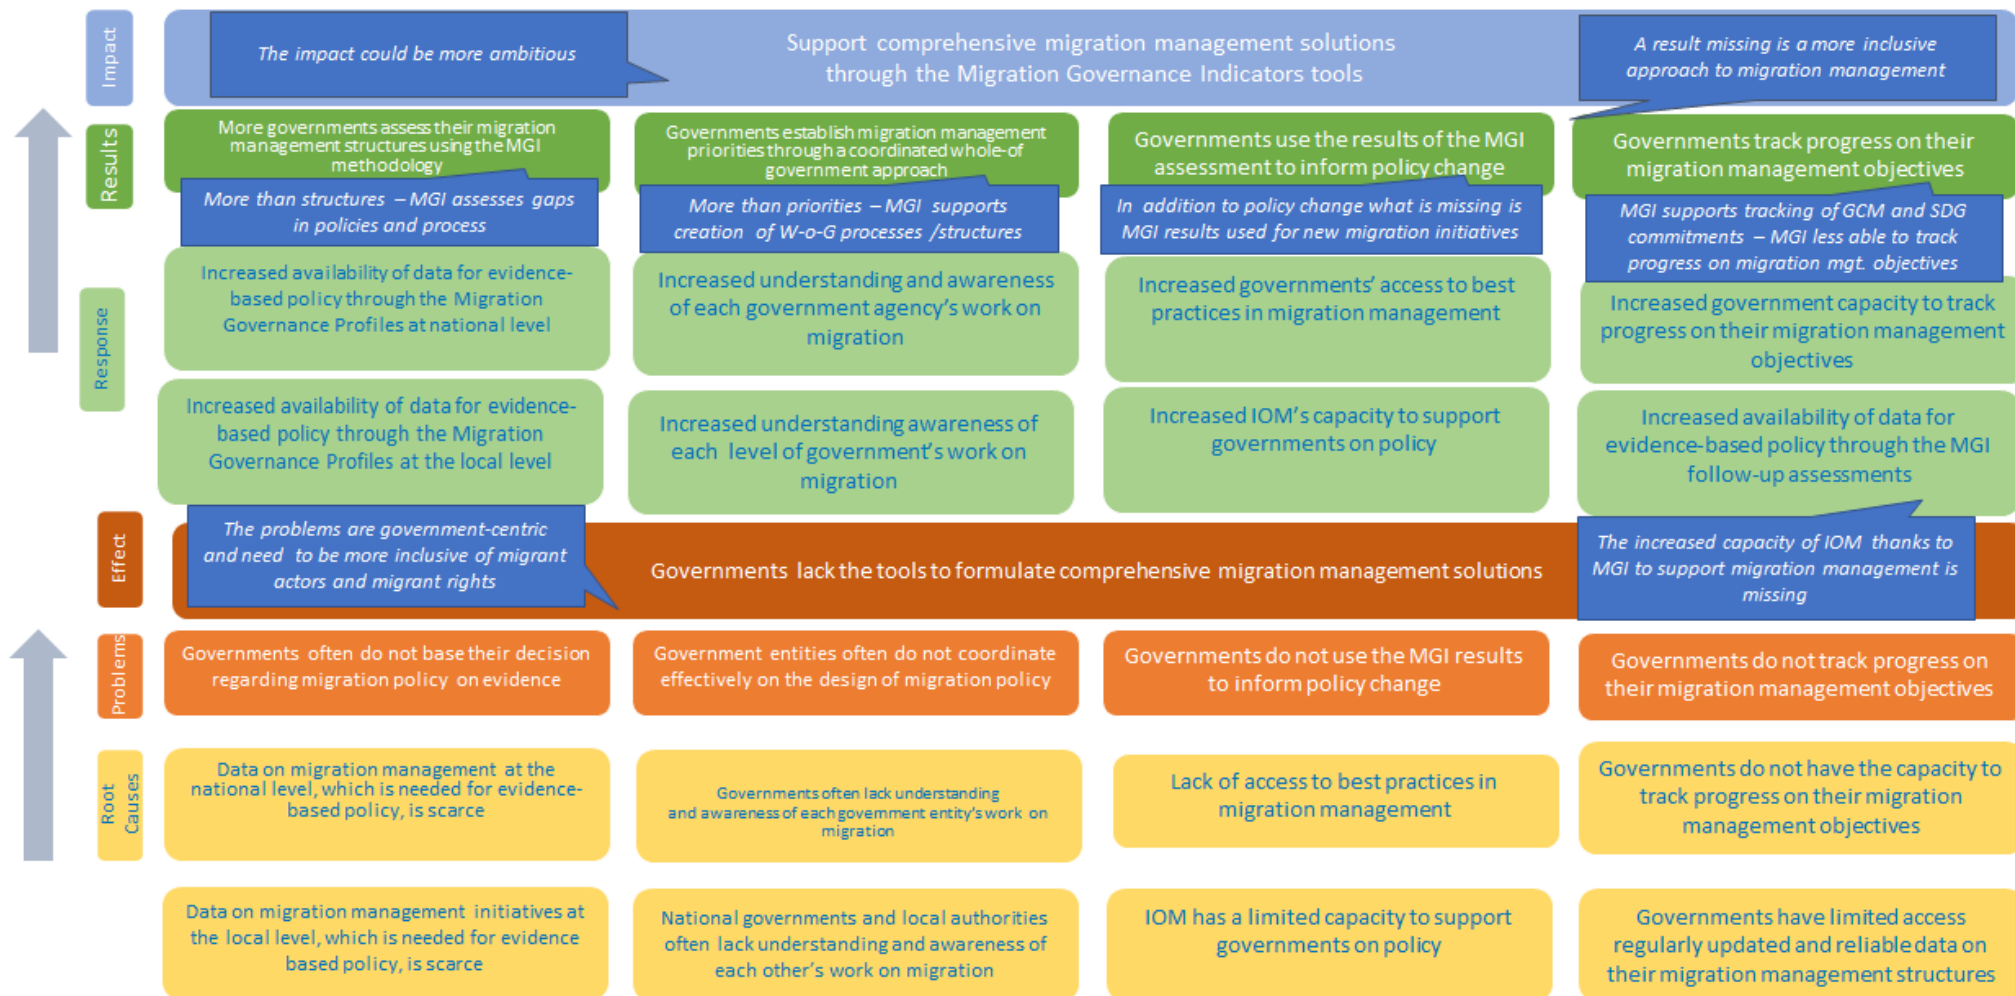 Impact
The impact could be more ambitious
Support comprehensive migration management solutions
through the Migration Governance Indicators tools
A result missing is a more inclusive
approach to migration management
Results
More governments assess their migration
management structures using the MGI
methodology
Governments establish migration management
priorities through a coordinated whole-of
government approach
Governments use the results of the MGI
assessment to inform policy change
Governments track progress on their
migration management objectives
More than structures – MGI assesses gaps
in policies and process
More than priorities – MGI supports
creation of W-o-G processes /structures
In addition to policy change what is missing is
MGI results used for new migration initiatives
MGI supports tracking of GCM and SDG
commitments – MGI less able to track
progress on migration mgt. objectives
Response
Increased availability of data for evidence-
based policy through the Migration
Governance Profiles at national level
Increased understanding and awareness
of each government agency's work on
migration
Increased governments' access to best
practices in migration management
Increased government capacity to track
progress on their migration management
objectives
Increased availability of data for evidence-
based policy through the Migration
Governance Profiles at the local level
Increased understanding awareness of
each level of government's work on
migration
Increased IOM's capacity to support
governments on policy
Increased availability of data for
evidence-based policy through the MGI
follow-up assessments
Effect
The problems are government-centric
and need to be more inclusive of migrant
actors and migrant rights
Governments lack the tools to formulate comprehensive migration management solutions
The increased capacity of IOM thanks to
MGI to support migration management is
missing
Problems
Governments often do not base their decision
regarding migration policy on evidence
Government entities often do not coordinate
effectively on the design of migration policy
Governments do not use the MGI results
to inform policy change
Governments do not track progress on
their migration management objectives
Root
Causes
Data on migration management at the
national level, which is needed for evidence-
based policy, is scarce
Governments often lack understanding
and awareness of each government entity's work on
migration
Lack of access to best practices in
migration management
Governments do not have the capacity to
track progress on their migration
management objectives
Data on migration management initiatives at
the local level, which is needed for evidence
based policy, is scarce
National governments and local authorities
often lack understanding and awareness of
each other's work on migration
IOM has a limited capacity to support
governments on policy
Governments have limited access
regularly updated and reliable data on
their migration management structures